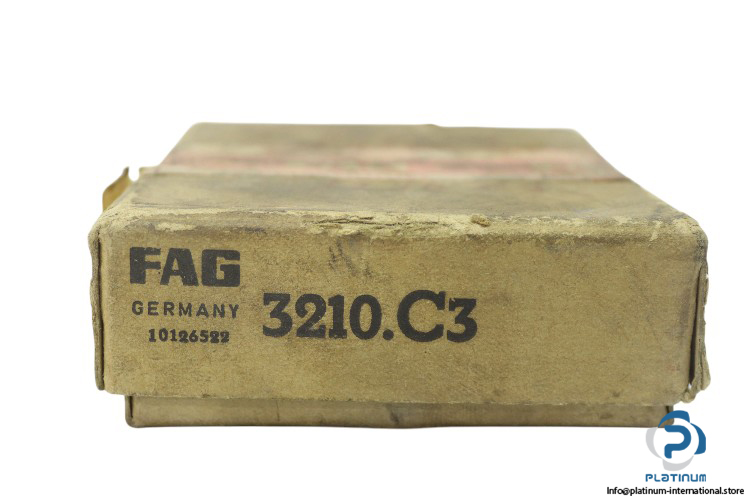 FAG
GERMANY
10126522
3210.C3
PLATINUM
Info@platinum-international.store